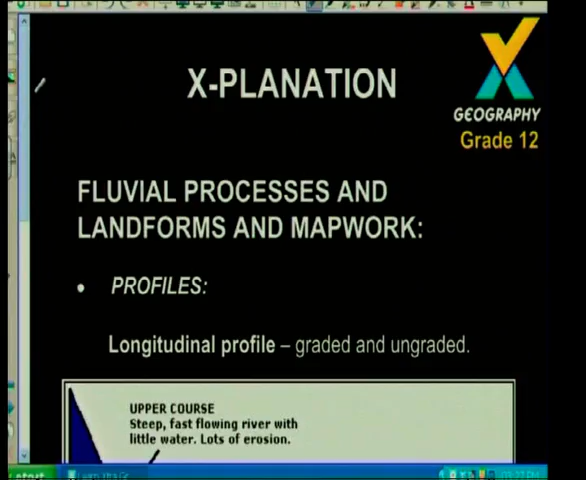 X-PLANATION
GEOGRAPHY
Grade 12
FLUVIAL PROCESSES AND
LANDFORMS AND MAPWORK:
• PROFILES:
Longitudinal profile – graded and ungraded.
UPPER COURSE
Steep, fast flowing river with
little water. Lots of erosion.
start